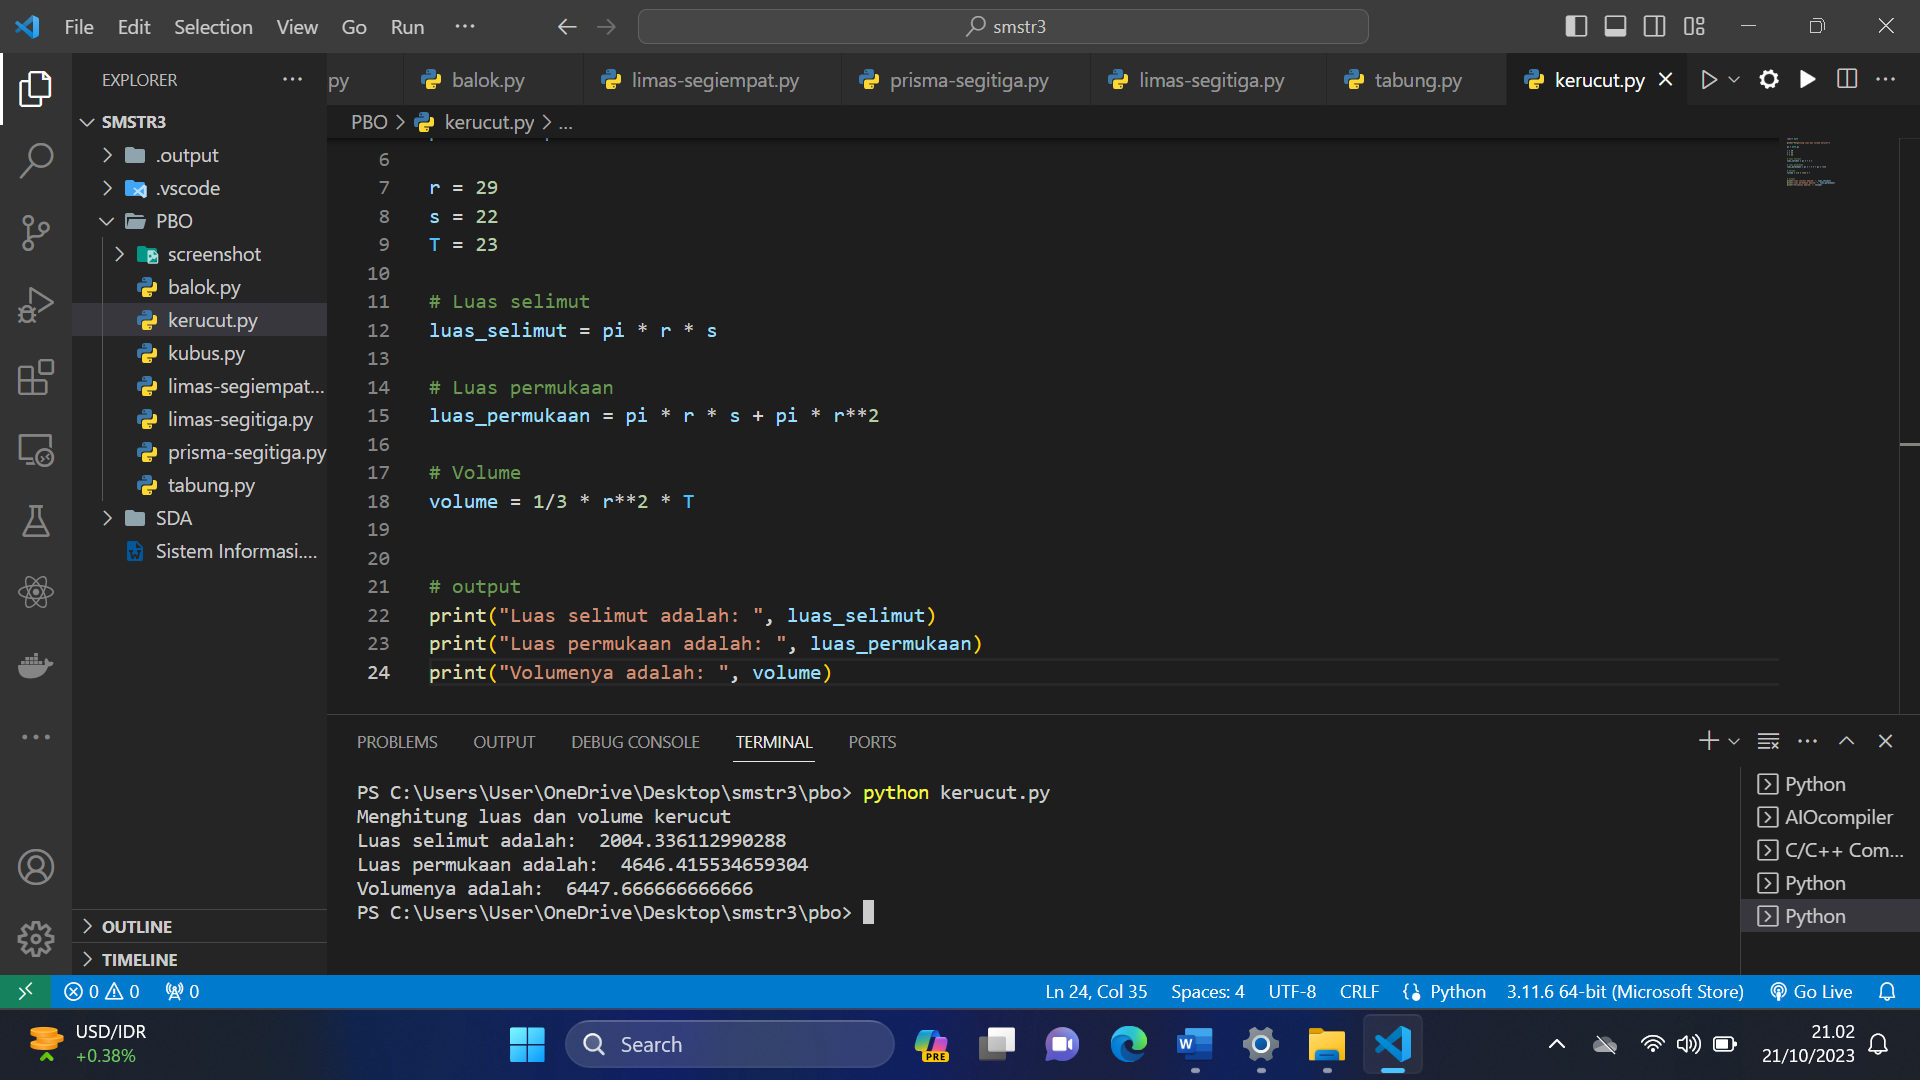 File Edit Selection View Go Run
smstr3
EXPLORER
py balok.py limas-segiempat.py prisma-segitiga.py limas-segitiga.py tabung.py kerucut.py
PBO > kerucut.py > ...
SMSTR3
.output
.vscode
PBO
screenshot
balok.py
kerucut.py
kubus.py
limas-segiempat...
limas-segitiga.py
prisma-segitiga.py
tabung.py
SDA
Sistem Informasi....
OUTLINE
TIMELINE
6
7 r = 29
8 s = 22
9 T = 23
10
11 # Luas selimut
12 luas_selimut = pi * r * s
13
14 # Luas permukaan
15 luas_permukaan = pi * r * s + pi * r**2
16
17 # Volume
18 volume = 1/3 * r**2 * T
19
20
21 # output
22 print("Luas selimut adalah: ", luas_selimut)
23 print("Luas permukaan adalah: ", luas_permukaan)
24 print("Volumenya adalah: ", volume)
PROBLEMS OUTPUT DEBUG CONSOLE TERMINAL PORTS
PS C:\Users\User\OneDrive\Desktop\smstr3\pbo> python kerucut.py
Menghitung luas dan volume kerucut
Luas selimut adalah:  2004.336112990288
Luas permukaan adalah:  4646.415534659304
Volumenya adalah:  6447.666666666666
PS C:\Users\User\OneDrive\Desktop\smstr3\pbo>
Python
AIOcompiler
C/C++ Com...
Python
Python
0 0 0 Ln 24, Col 35 Spaces: 4 UTF-8 CRLF Python 3.11.6 64-bit (Microsoft Store) Go Live
USD/IDR
+0.38%
Search
PRE
21.02
21/10/2023